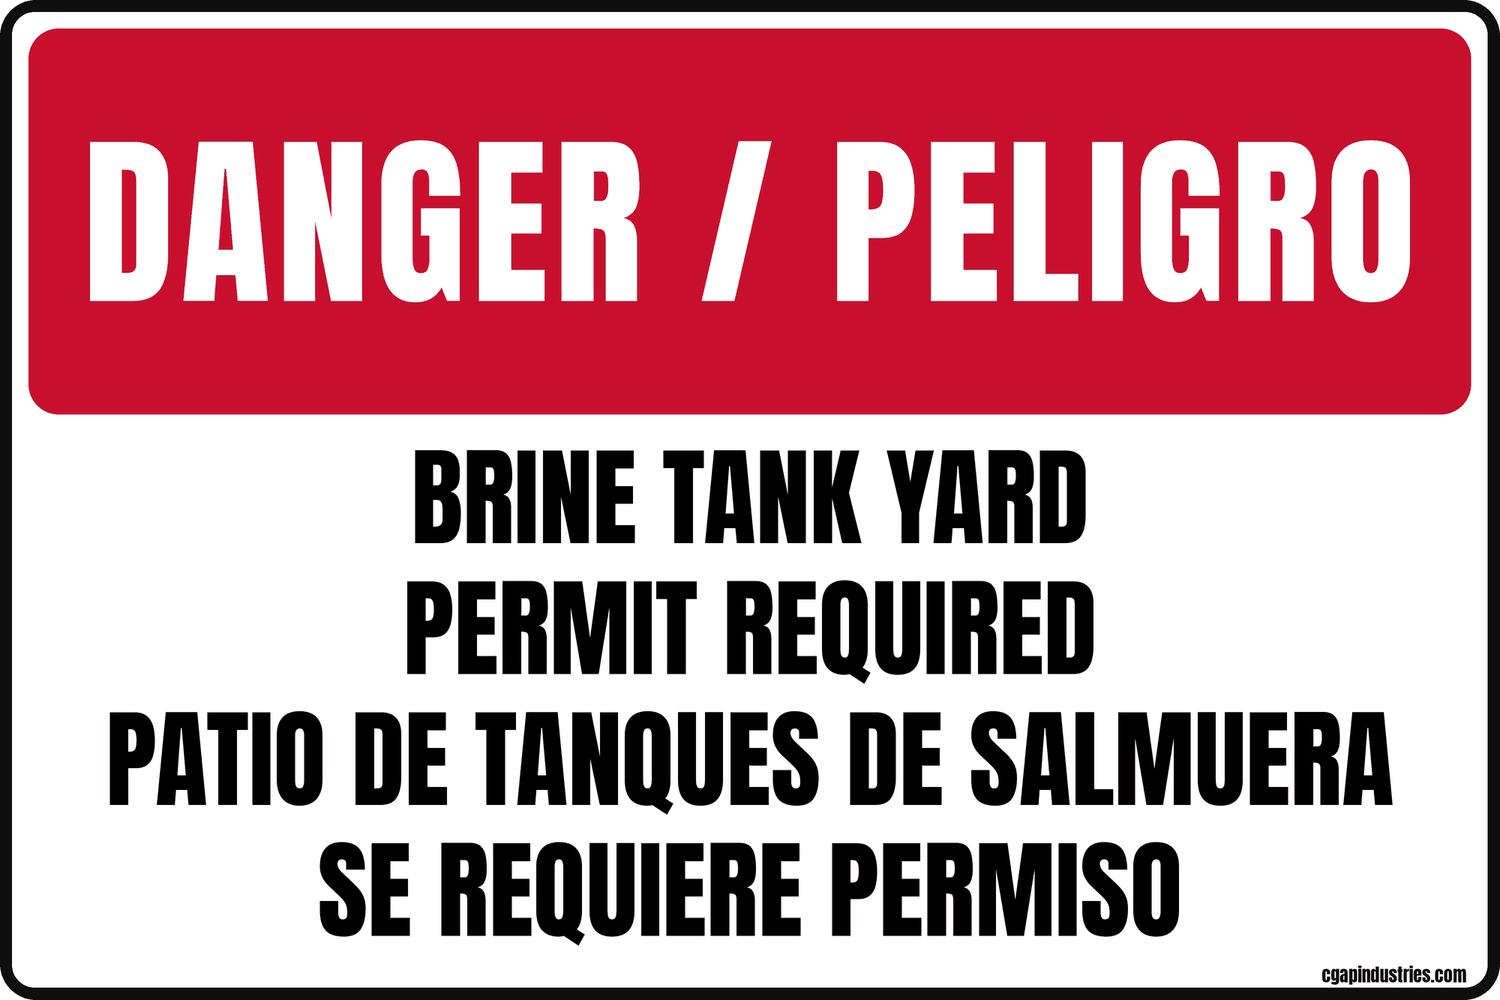 DANGER / PELIGRO
BRINE TANK YARD
PERMIT REQUIRED
PATIO DE TANQUES DE SALMUERA
SE REQUIERE PERMISO
cgapindustries.com